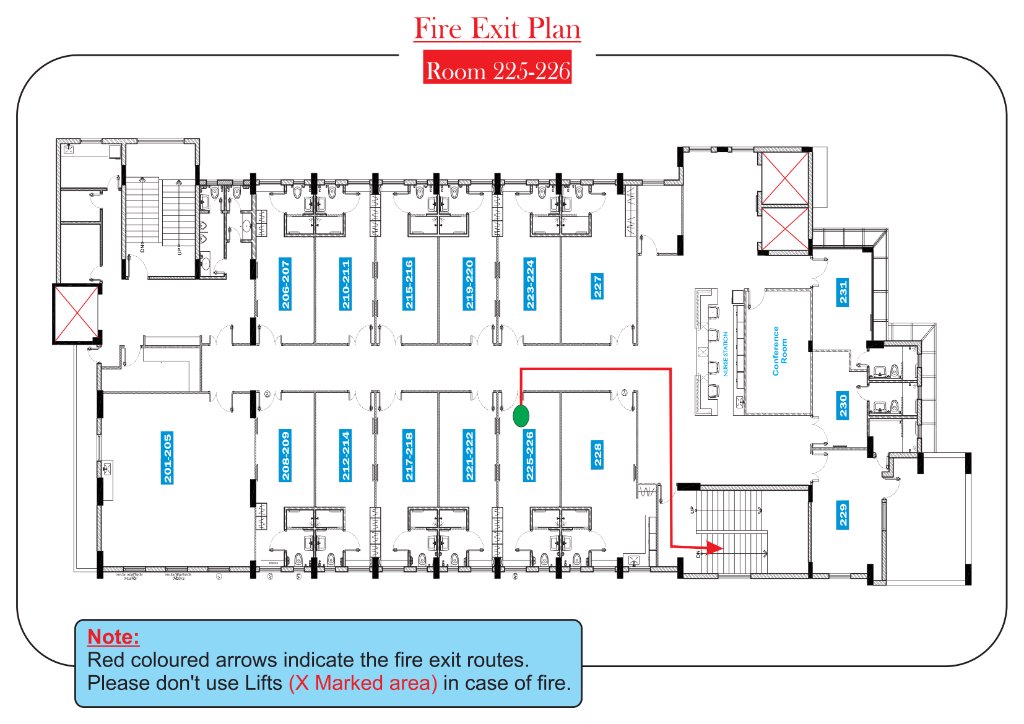 Fire Exit Plan
Room 225-226
206-207
210-211
215-216
219-220
223-224
227
231
NURSE STATION
Conference
Room
230
201-205
208-209
212-214
217-218
221-222
225-226
228
229
Note:
Red coloured arrows indicate the fire exit routes.
Please don't use Lifts (X Marked area) in case of fire.